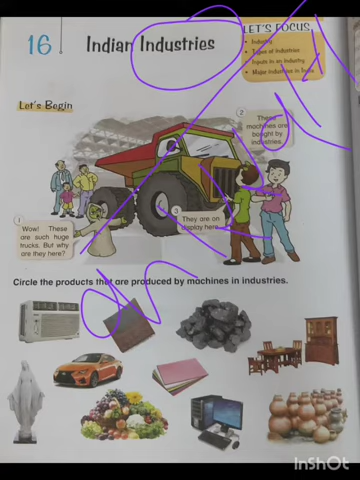 16 Indian Industries
LET'S FOCUS
• Industry
• Types of Industries
• Inputs in an Industry
• Major Industries in India
Let's Begin
2
These
machines are
bought by
industries.
1
Wow! These
are such huge
trucks. But why
are they here?
3
They are on
display here.
Circle the products that are produced by machines in industries.
InShOt